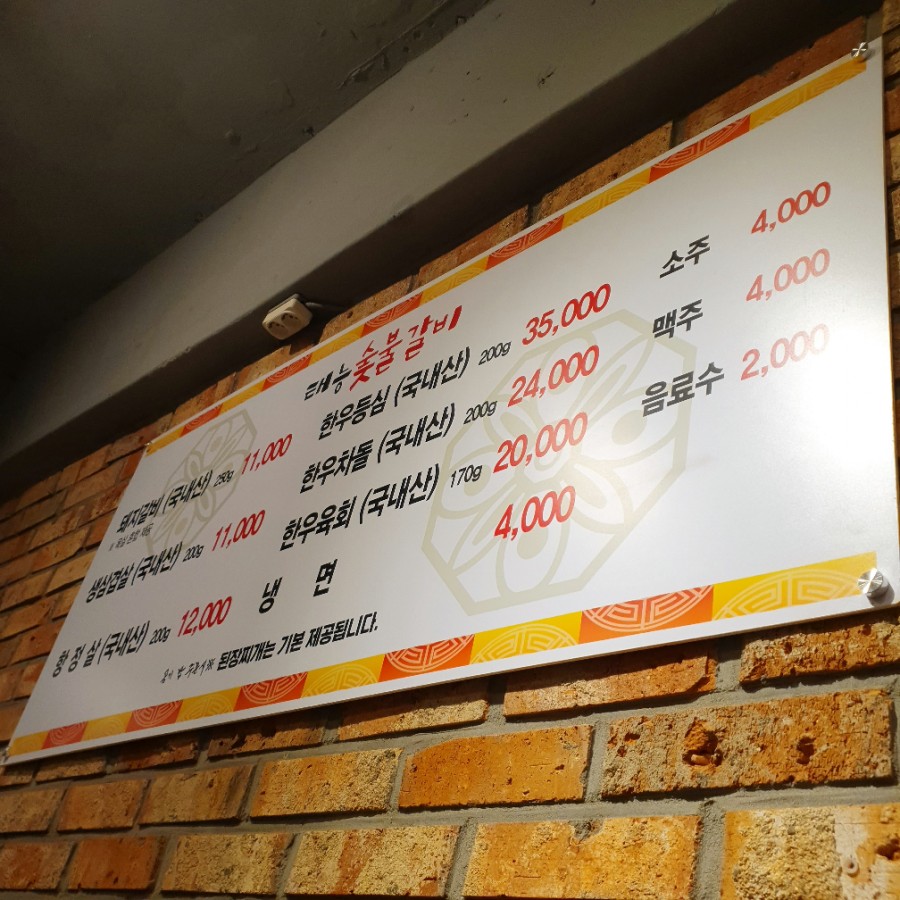 태능숯불갈비
돼지갈비 (국내산) 250g 11,000
생삼겹살 (국내산) 200g 11,000
항정살 (국내산) 200g 12,000
한우등심 (국내산) 200g 35,000
한우차돌 (국내산) 200g 24,000
한우육회 (국내산) 170g 20,000
냉 면 4,000
된장찌개는 기본 제공됩니다.
소주 4,000
맥주 4,000
음료수 2,000